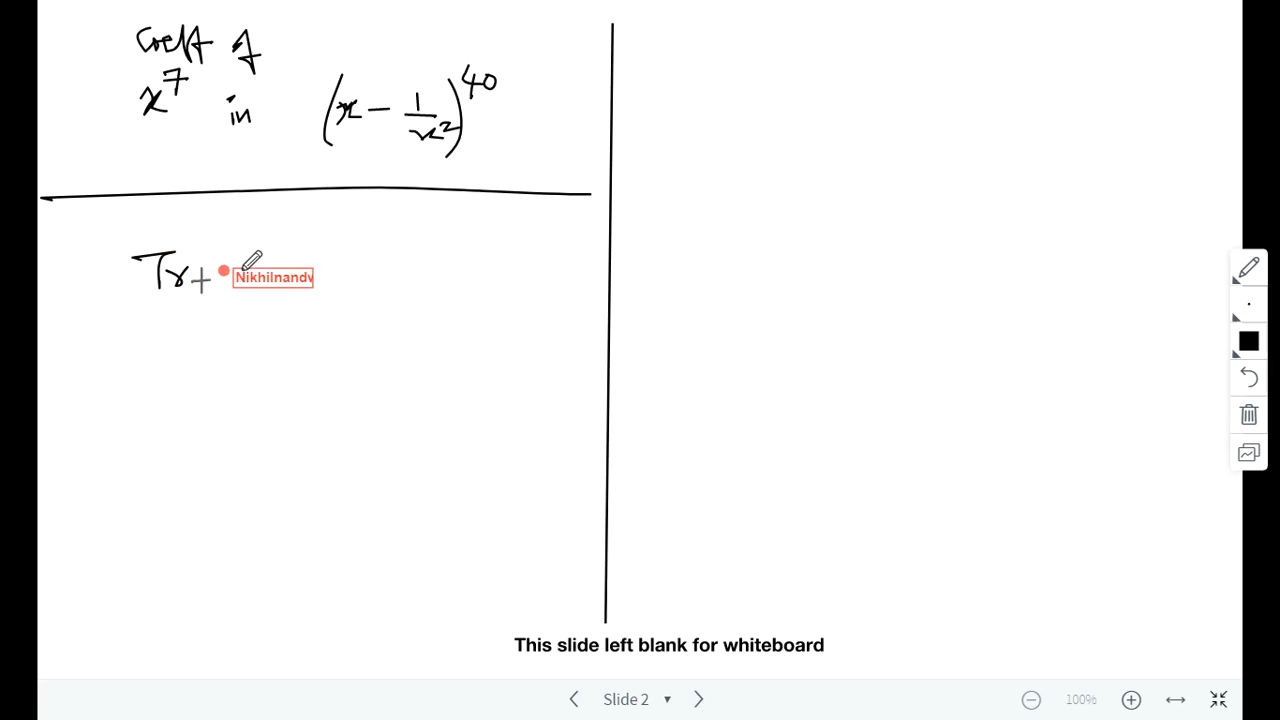 Coeff of
x^7 in (x - 1/x^2)^40
Tr+
Nikhilnandv
This slide left blank for whiteboard
Slide 2
100%